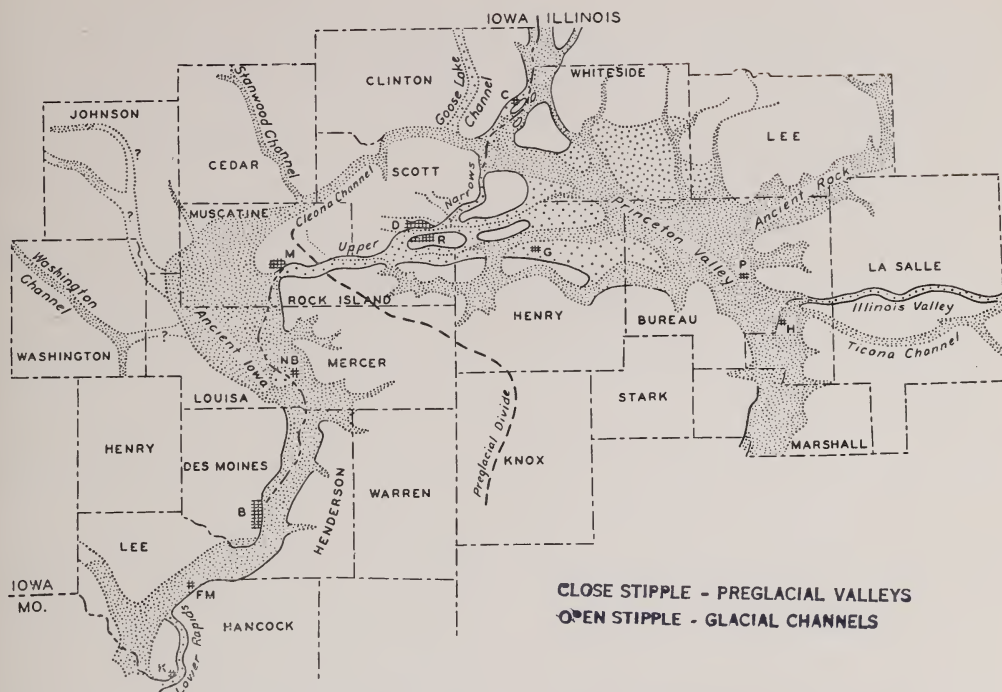 IOWA ILLINOIS
CLINTON
Goose Lake
Channel
C
WHITESIDE
Stanwood Channel
JOHNSON
?
LEE
CEDAR
SCOTT
Cleona Channel
Narrows
Ancient Rock
MUSCATINE
?
D
R
Princeton Valley
Upper
M
G
P
LA SALLE
Washington
Channel
ROCK ISLAND
Illinois Valley
HENRY
BUREAU
H
Ticona Channel
?
Ancient Iowa
WASHINGTON
NB
MERCER
LOUISA
STARK
Preglacial Divide
HENRY
MARSHALL
DES MOINES
KNOX
WARREN
HENDERSON
B
LEE
IOWA
MO.
FM
CLOSE STIPPLE - PREGLACIAL VALLEYS
OPEN STIPPLE - GLACIAL CHANNELS
HANCOCK
Lower Rapids
K